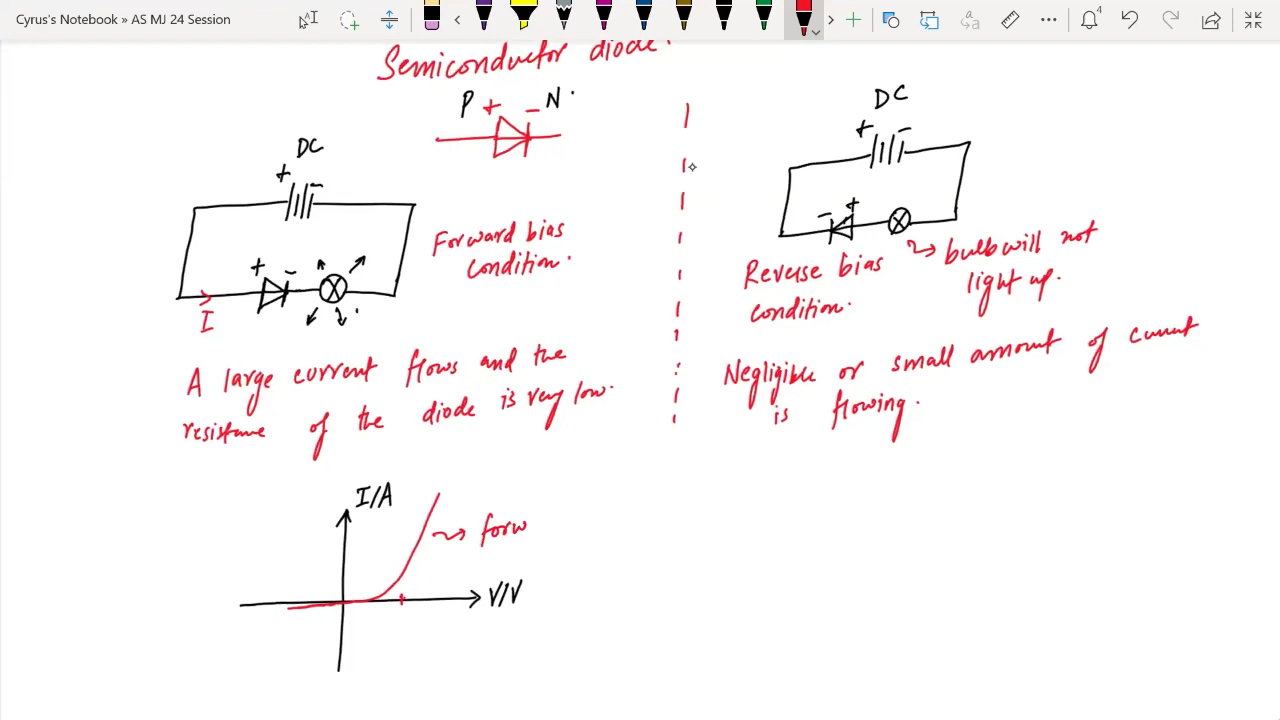 Cyrus's Notebook » AS MJ 24 Session
4
Semiconductor diode.
P + - N
DC
+ -
+ -
I
Forward bias
condition.
A large current flows and the
resistance of the diode is very low.
DC
+ -
- +
Reverse bias
condition.
bulb will not
light up.
Negligible or small amount of current
is flowing.
I/A
forw
V/V